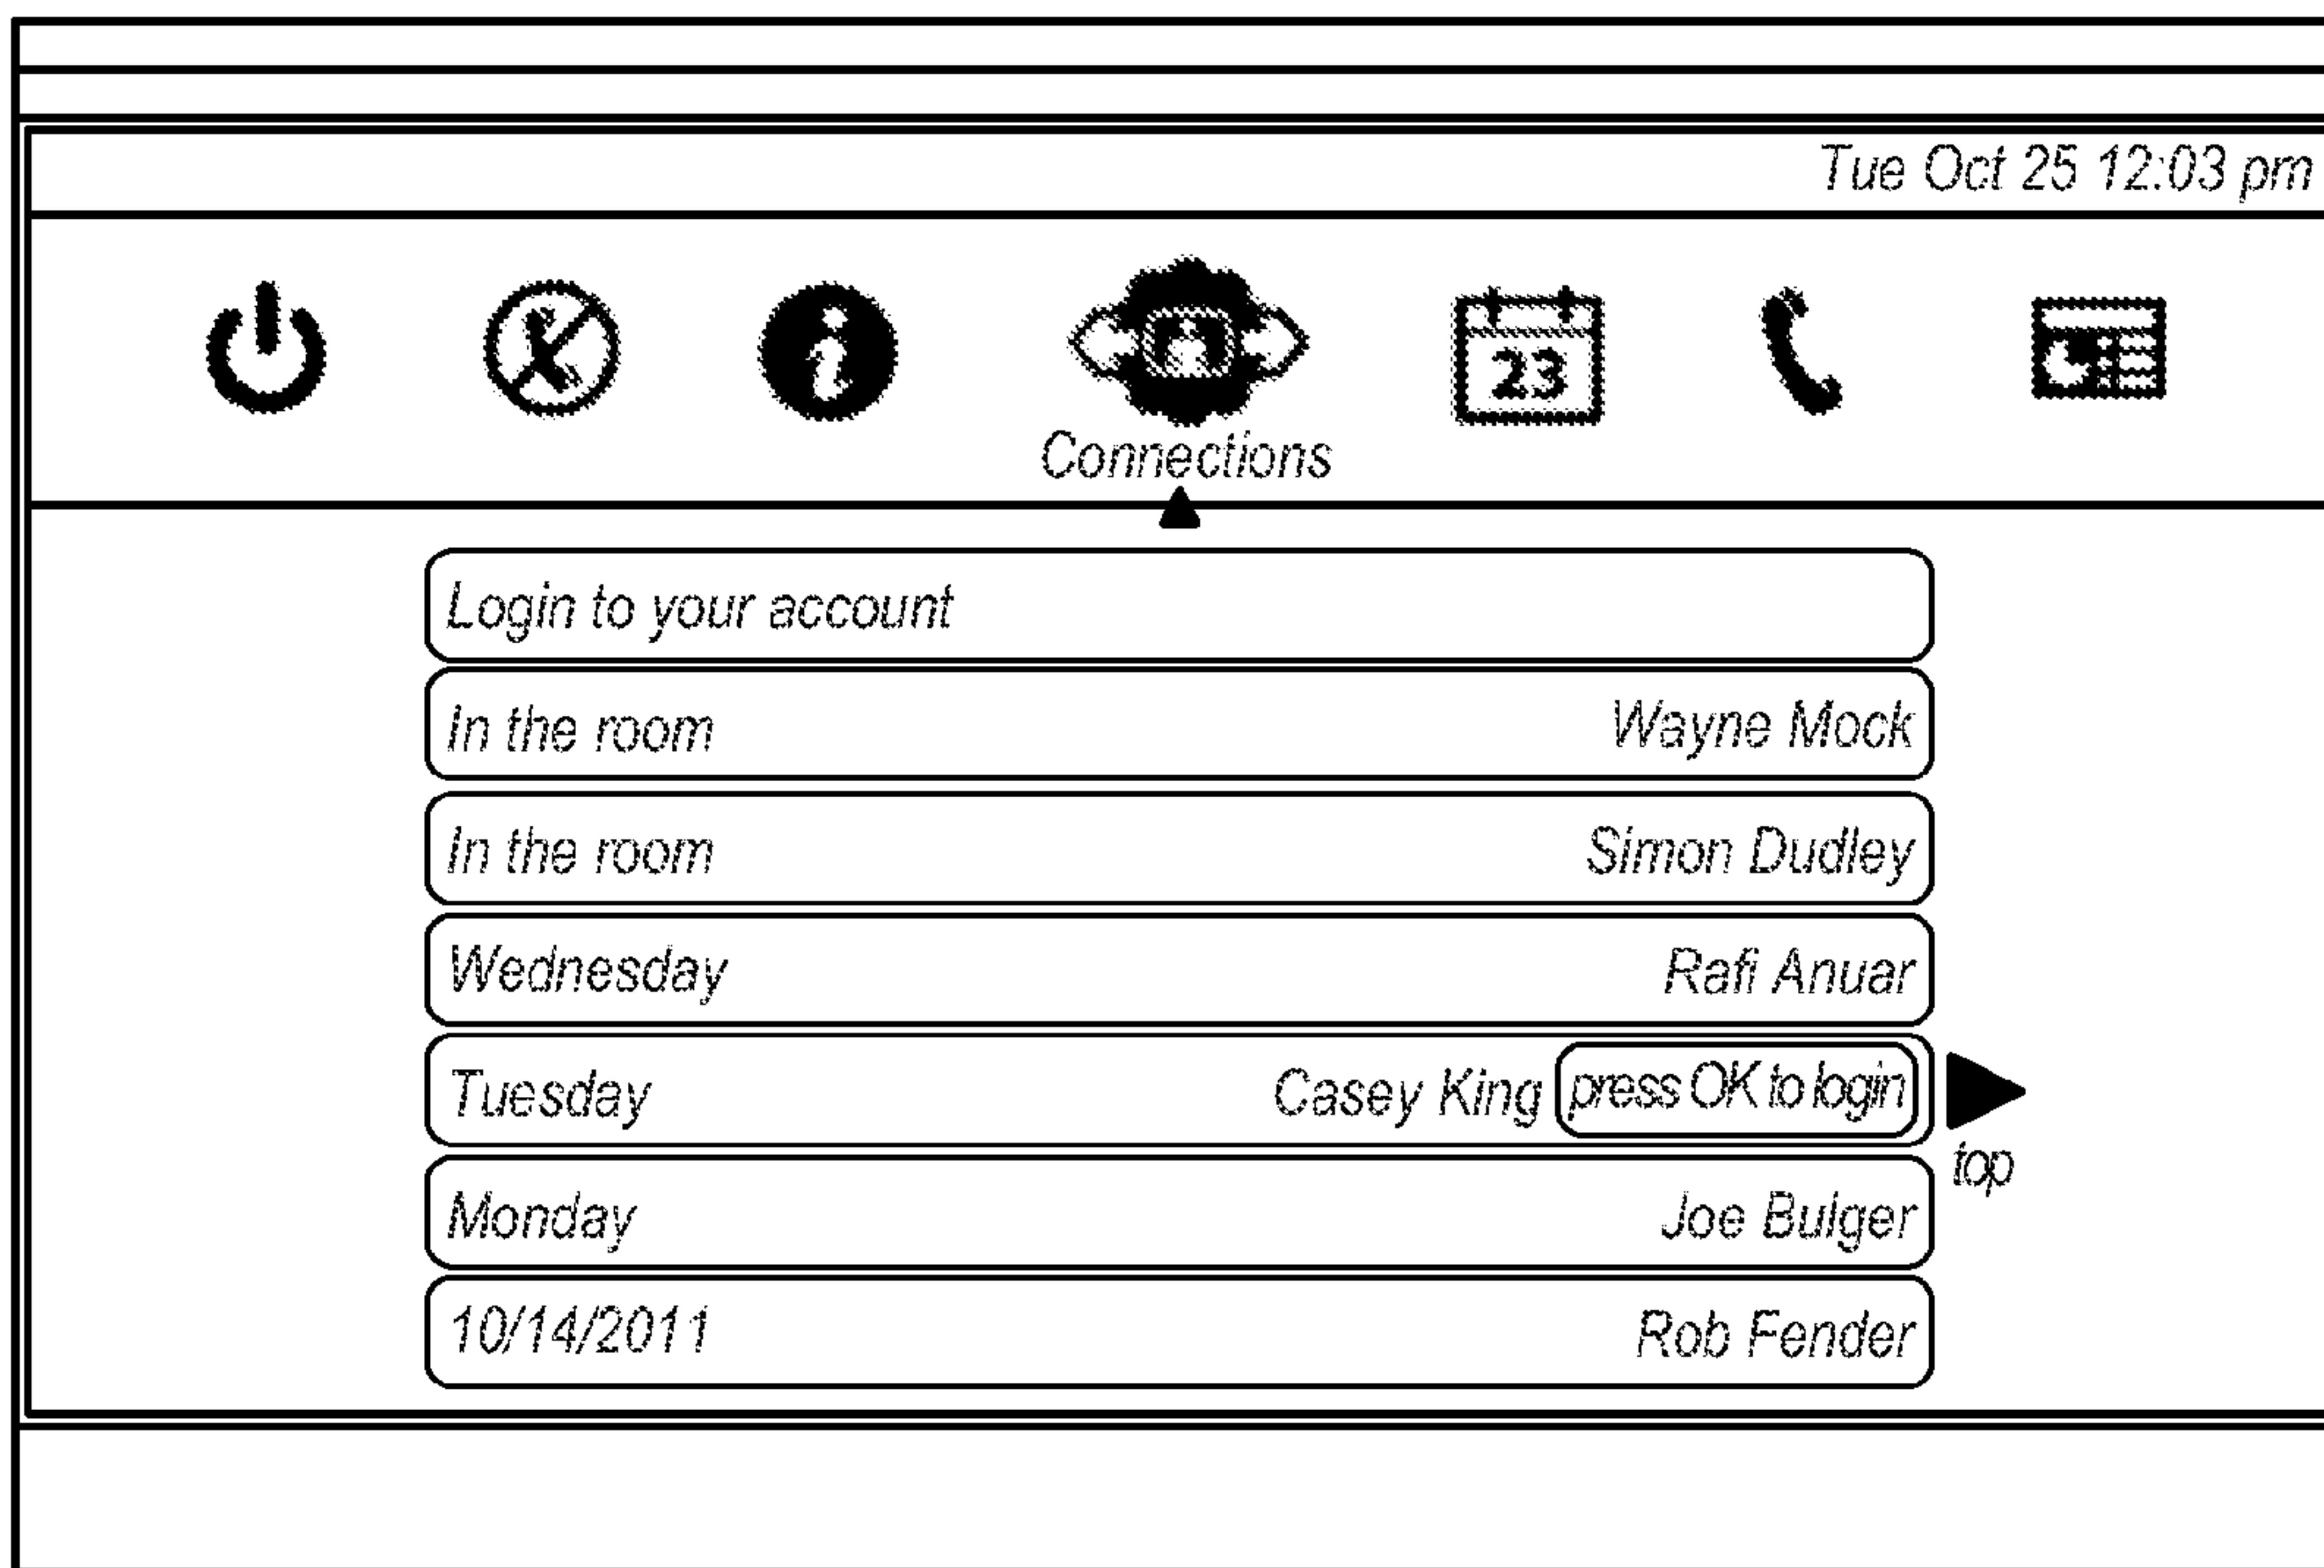 Tue Oct 25 12:03 pm
23
Connections
Login to your account
In the room Wayne Mock
In the room Simon Dudley
Wednesday Rafi Anuar
Tuesday Casey King press OK to login
top
Monday Joe Bulger
10/14/2011 Rob Fender